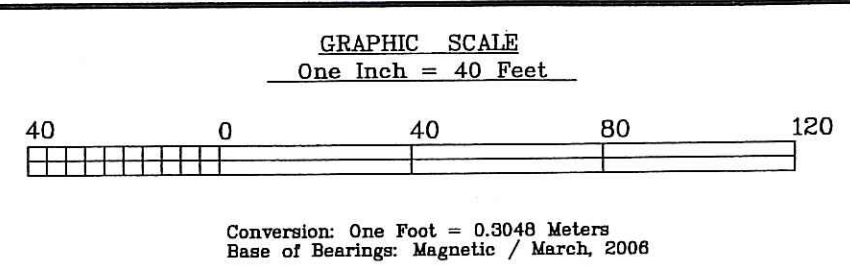 GRAPHIC SCALE
One Inch = 40 Feet
40 0 40 80 120
Conversion: One Foot = 0.3048 Meters
Base of Bearings: Magnetic / March, 2006